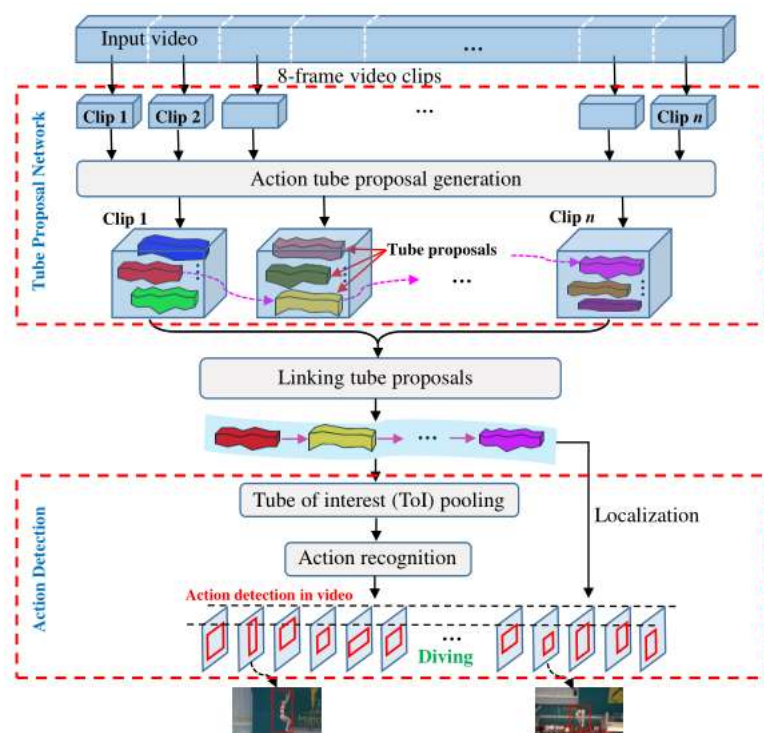 Input video
...
8-frame video clips
Tube Proposal Network
Clip 1
Clip 2
...
Clip n
Action tube proposal generation
Clip 1
Clip n
Tube proposals
...
Linking tube proposals
...
Action Detection
Tube of interest (ToI) pooling
Localization
Action recognition
Action detection in video
...
Diving